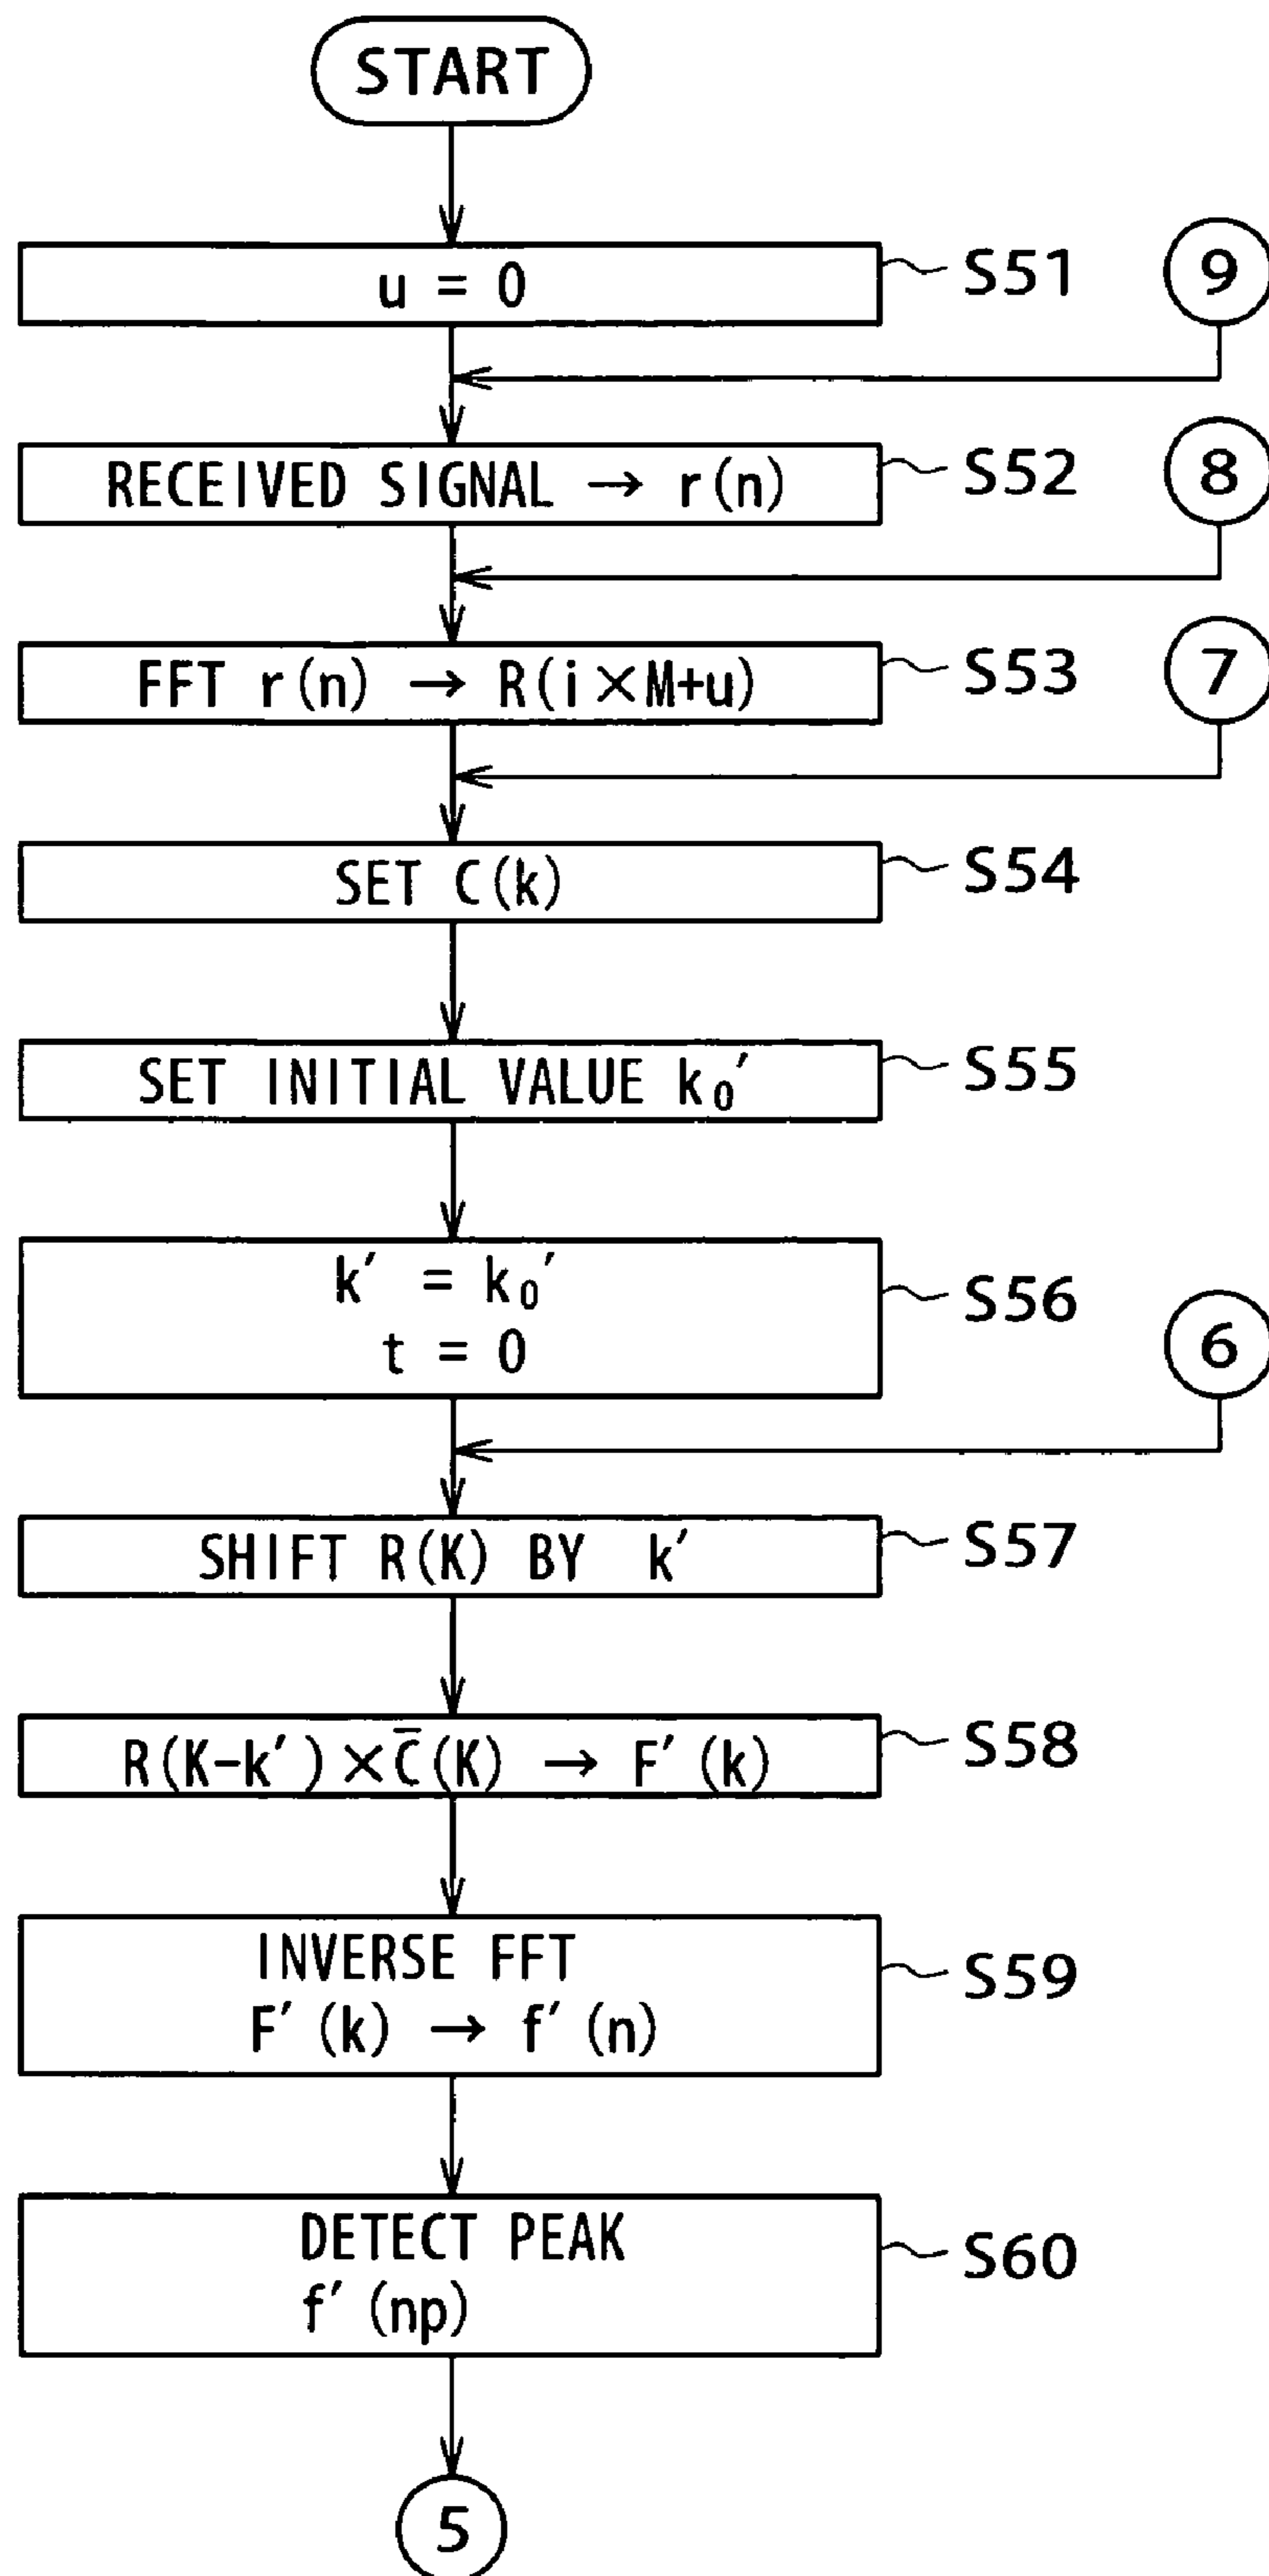 START
u = 0
S51
9
RECEIVED SIGNAL → r(n)
S52
8
FFT r(n) → R(i×M+u)
S53
7
SET C(k)
S54
SET INITIAL VALUE k₀′
S55
k′ = k₀′
t = 0
S56
6
SHIFT R(K) BY k′
S57
R(K−k′)×C̅(K) → F′(k)
S58
INVERSE FFT
F′(k) → f′(n)
S59
DETECT PEAK
f′(np)
S60
5